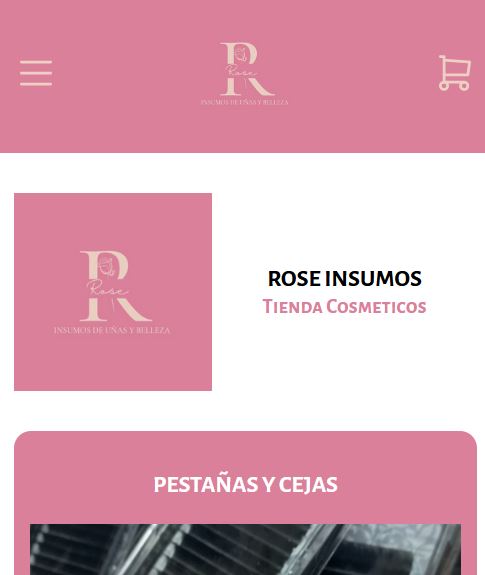 R
Rose
INSUMOS DE UÑAS Y BELLEZA
R
Rose
INSUMOS DE UÑAS Y BELLEZA
ROSE INSUMOS
Tienda Cosmeticos
PESTAÑAS Y CEJAS